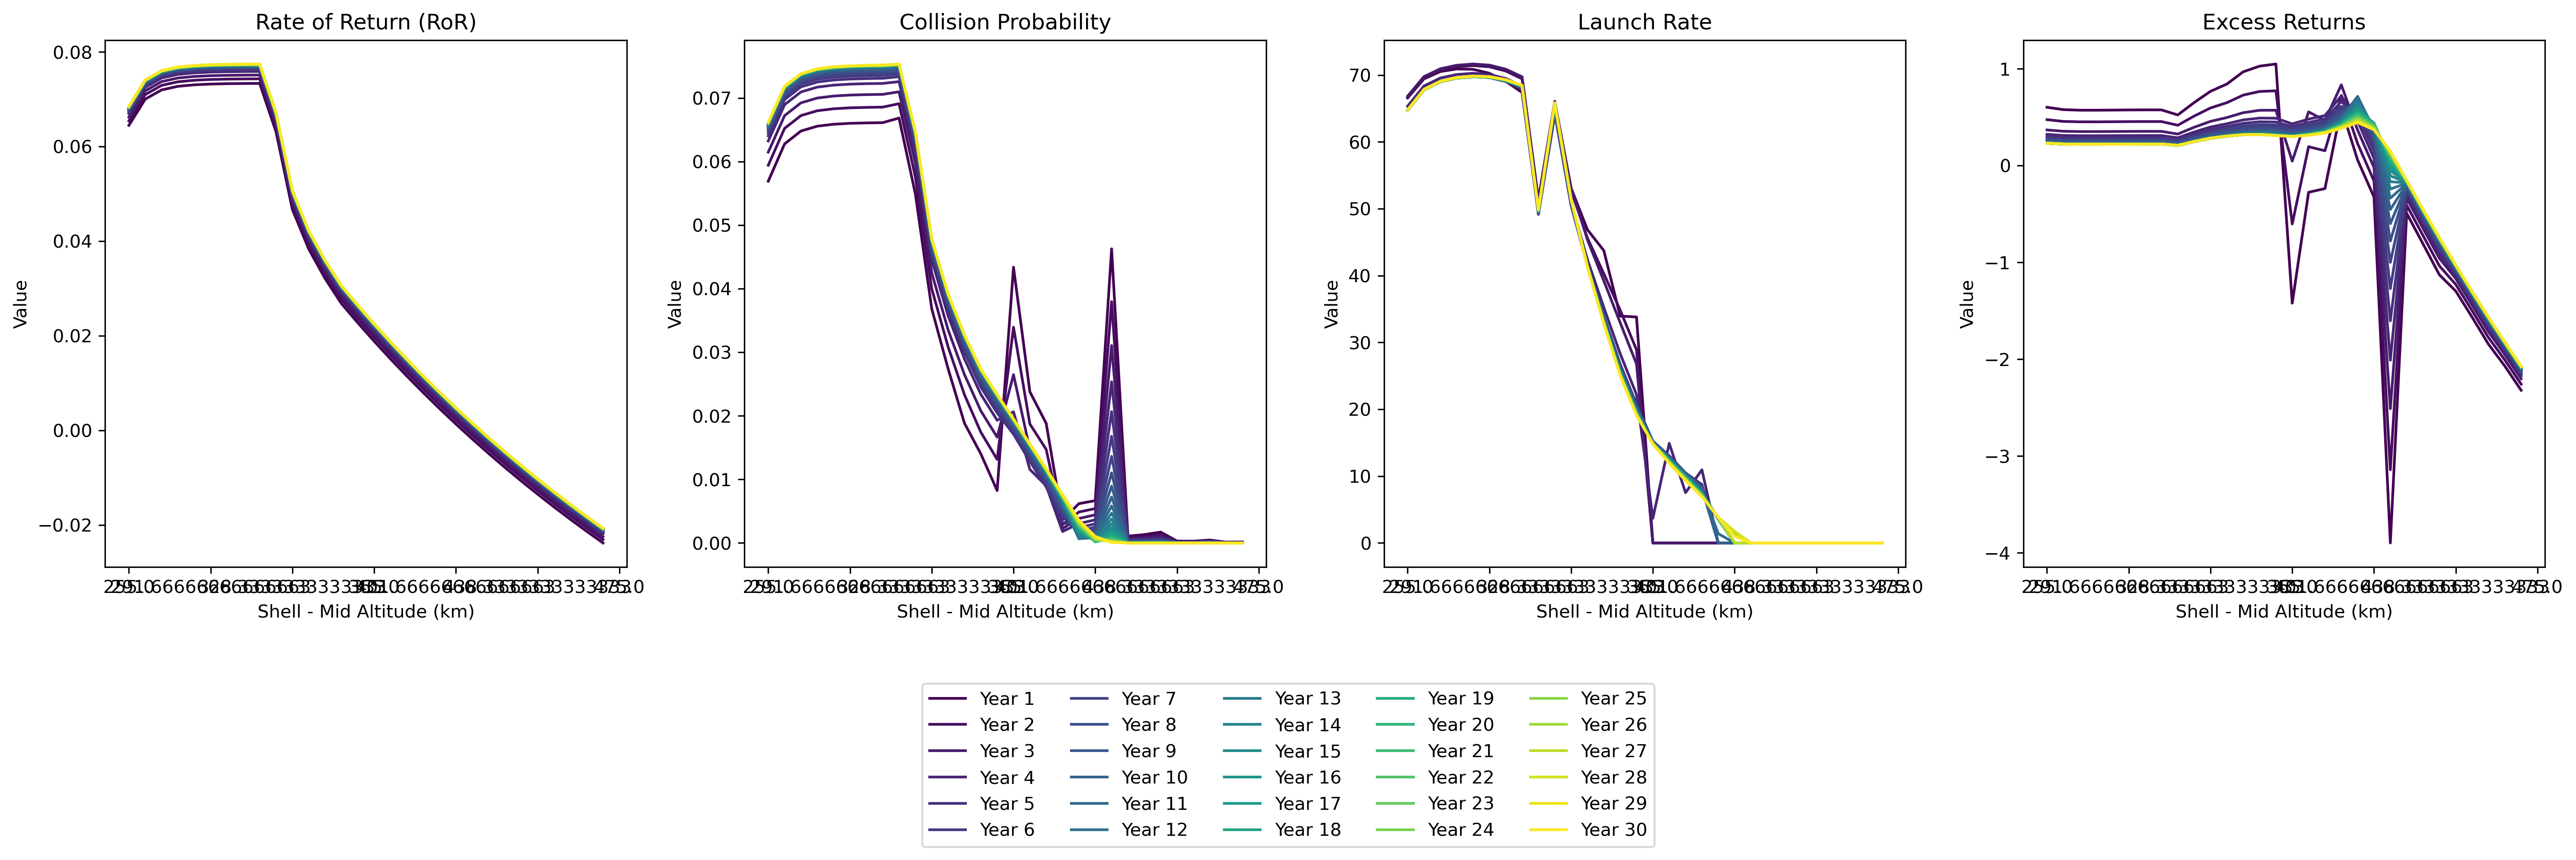 Rate of Return (RoR)
Collision Probability
Launch Rate
Excess Returns
0.08
0.06
0.04
0.02
0.00
−0.02
Value
Shell - Mid Altitude (km)
0.07
0.06
0.05
0.04
0.03
0.02
0.01
0.00
Value
Shell - Mid Altitude (km)
70
60
50
40
30
20
10
0
Value
Shell - Mid Altitude (km)
1
0
−1
−2
−3
−4
Value
Shell - Mid Altitude (km)
Year 1
Year 2
Year 3
Year 4
Year 5
Year 6
Year 7
Year 8
Year 9
Year 10
Year 11
Year 12
Year 13
Year 14
Year 15
Year 16
Year 17
Year 18
Year 19
Year 20
Year 21
Year 22
Year 23
Year 24
Year 25
Year 26
Year 27
Year 28
Year 29
Year 30